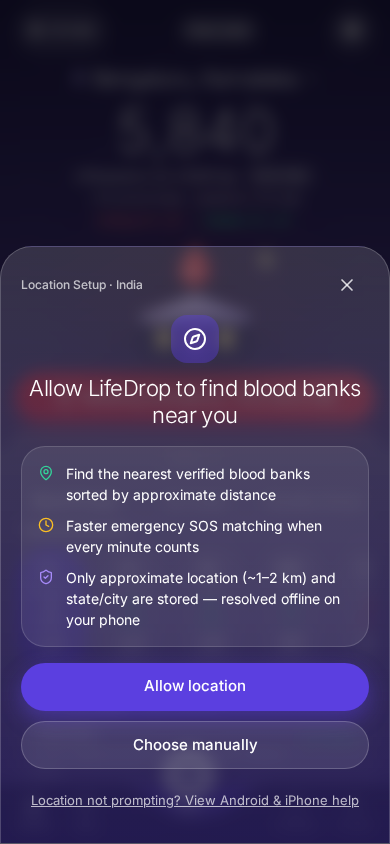 Location Setup · India
Allow LifeDrop to find blood banks
near you
Find the nearest verified blood banks
sorted by approximate distance
Faster emergency SOS matching when
every minute counts
Only approximate location (~1–2 km) and
state/city are stored — resolved offline on
your phone
Allow location
Choose manually
Location not prompting? View Android & iPhone help